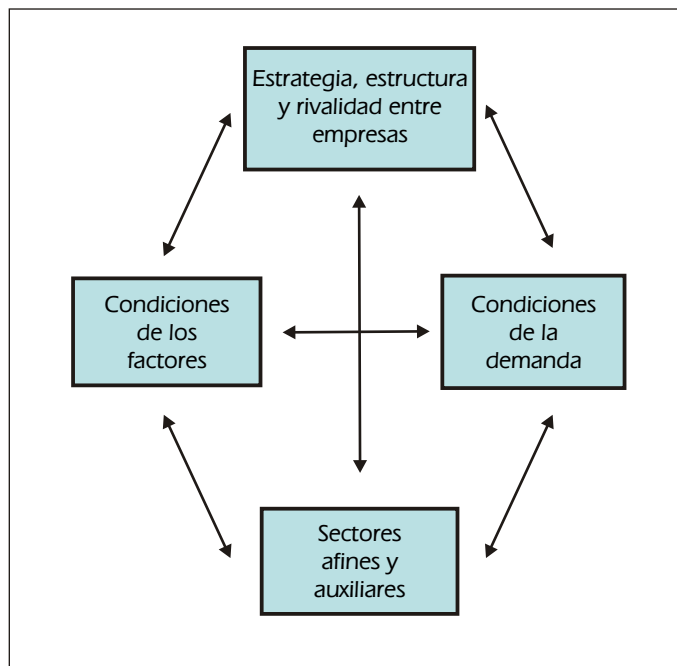 Estrategia, estructura
y rivalidad entre
empresas
Condiciones
de los
factores
Condiciones
de la
demanda
Sectores
afines y
auxiliares